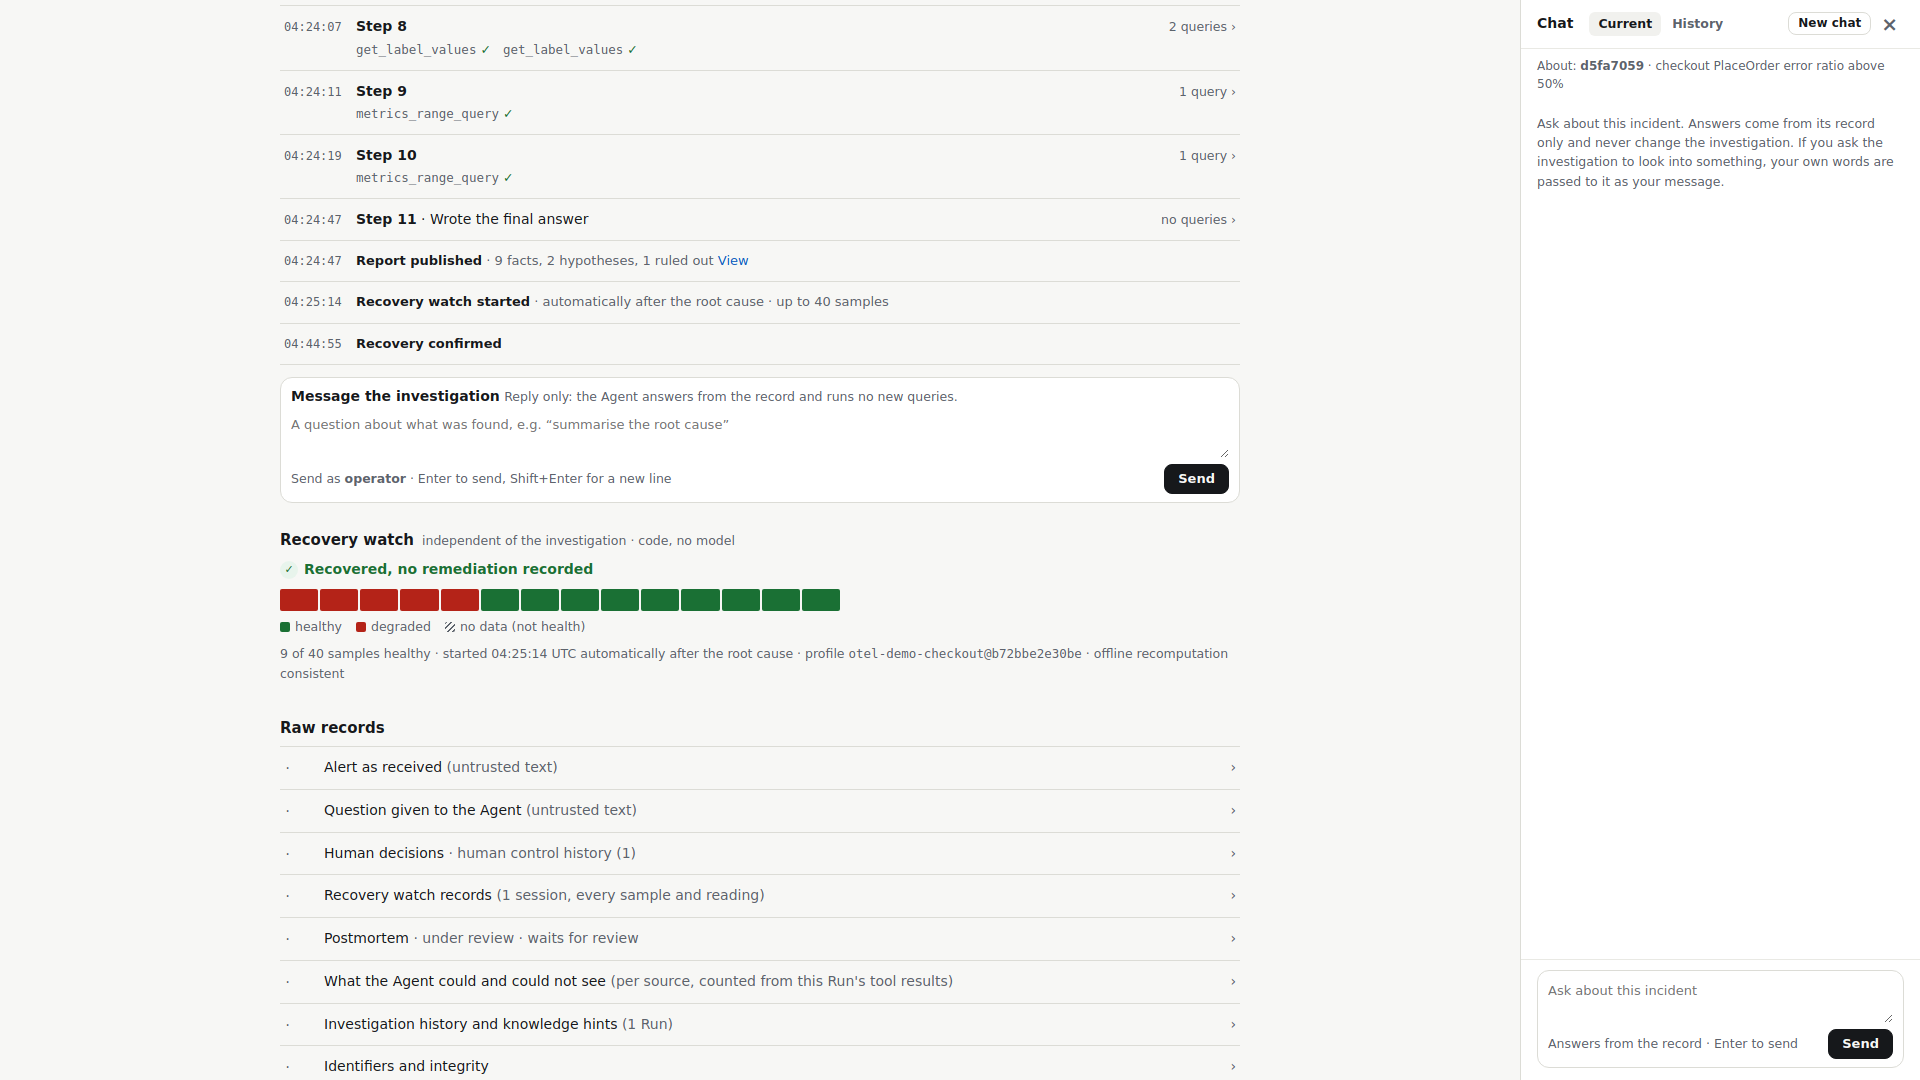 04:24:07 Step 8 2 queries ›
get_label_values ✓ get_label_values ✓
04:24:11 Step 9 1 query ›
metrics_range_query ✓
04:24:19 Step 10 1 query ›
metrics_range_query ✓
04:24:47 Step 11 · Wrote the final answer no queries ›
04:24:47 Report published · 9 facts, 2 hypotheses, 1 ruled out View
04:25:14 Recovery watch started · automatically after the root cause · up to 40 samples
04:44:55 Recovery confirmed
Message the investigation Reply only: the Agent answers from the record and runs no new queries.
A question about what was found, e.g. “summarise the root cause”
Send as operator · Enter to send, Shift+Enter for a new line Send
Recovery watch independent of the investigation · code, no model
✓ Recovered, no remediation recorded
healthy degraded no data (not health)
9 of 40 samples healthy · started 04:25:14 UTC automatically after the root cause · profile otel-demo-checkout@b72bbe2e30be · offline recomputation
consistent
Raw records
· Alert as received (untrusted text) ›
· Question given to the Agent (untrusted text) ›
· Human decisions · human control history (1) ›
· Recovery watch records (1 session, every sample and reading) ›
· Postmortem · under review · waits for review ›
· What the Agent could and could not see (per source, counted from this Run's tool results) ›
· Investigation history and knowledge hints (1 Run) ›
· Identifiers and integrity ›
Chat Current History New chat ×
About: d5fa7059 · checkout PlaceOrder error ratio above
50%
Ask about this incident. Answers come from its record
only and never change the investigation. If you ask the
investigation to look into something, your own words are
passed to it as your message.
Ask about this incident
Answers from the record · Enter to send Send